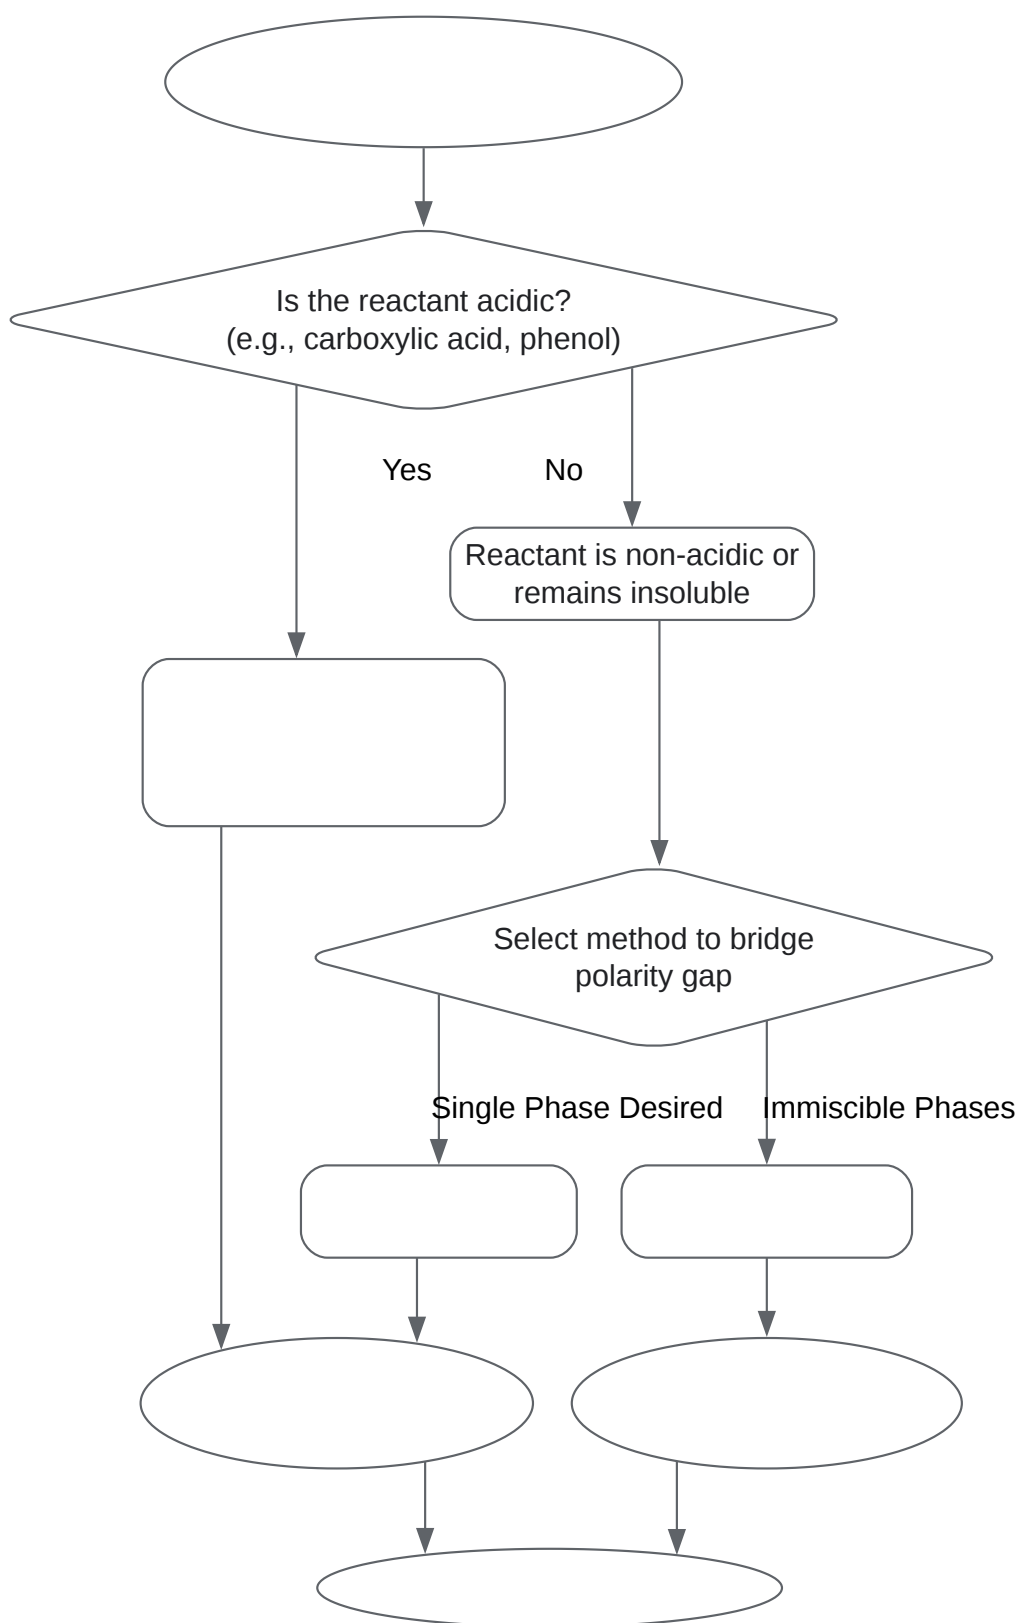 Is the reactant acidic?
(e.g., carboxylic acid, phenol)
Yes
No
Reactant is non-acidic or
remains insoluble
Select method to bridge
polarity gap
Single Phase Desired
Immiscible Phases